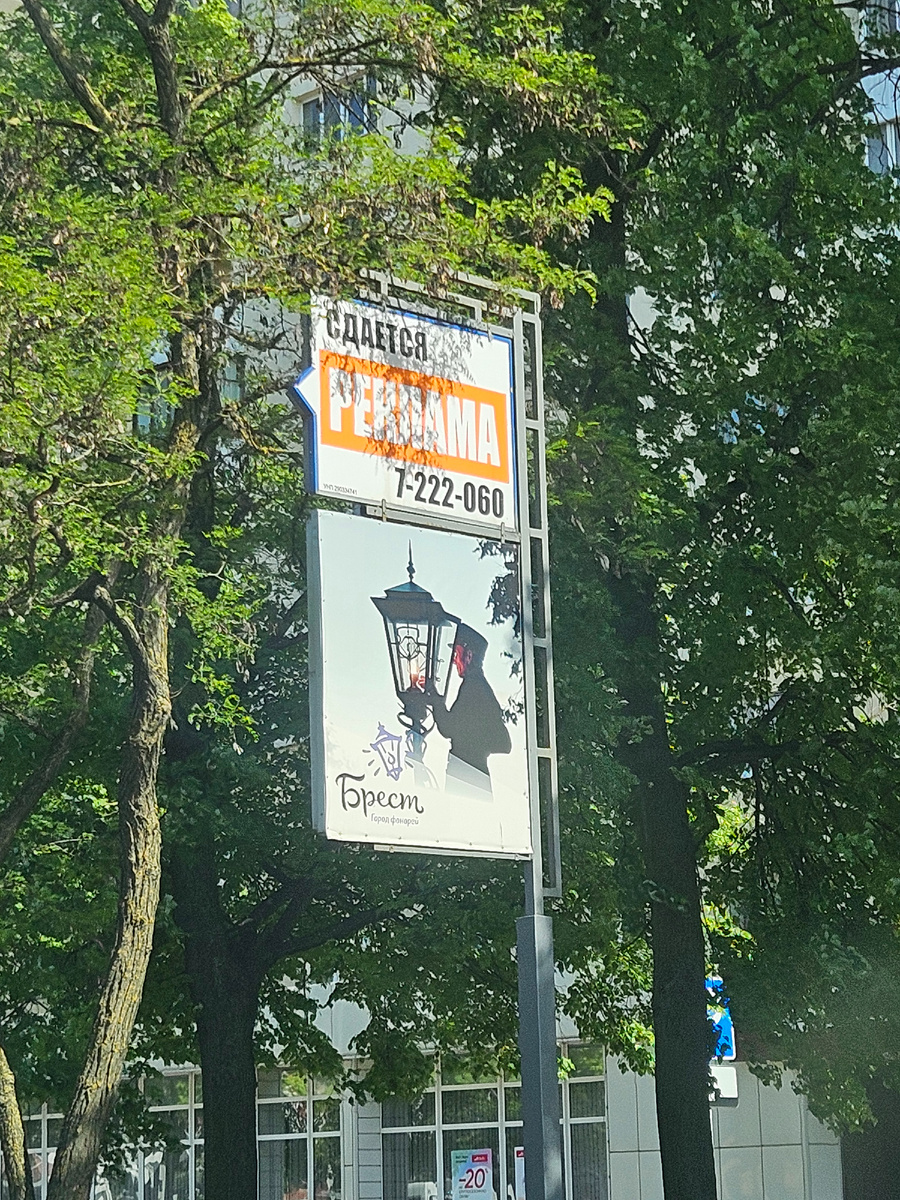 СДАЕТСЯ
РЕКЛАМА
7-222-060
Брест
Город фонарей
-20